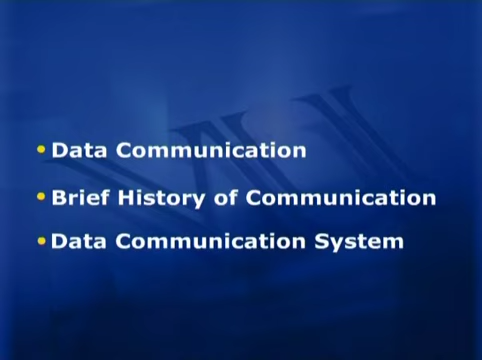 • Data Communication
• Brief History of Communication
• Data Communication System